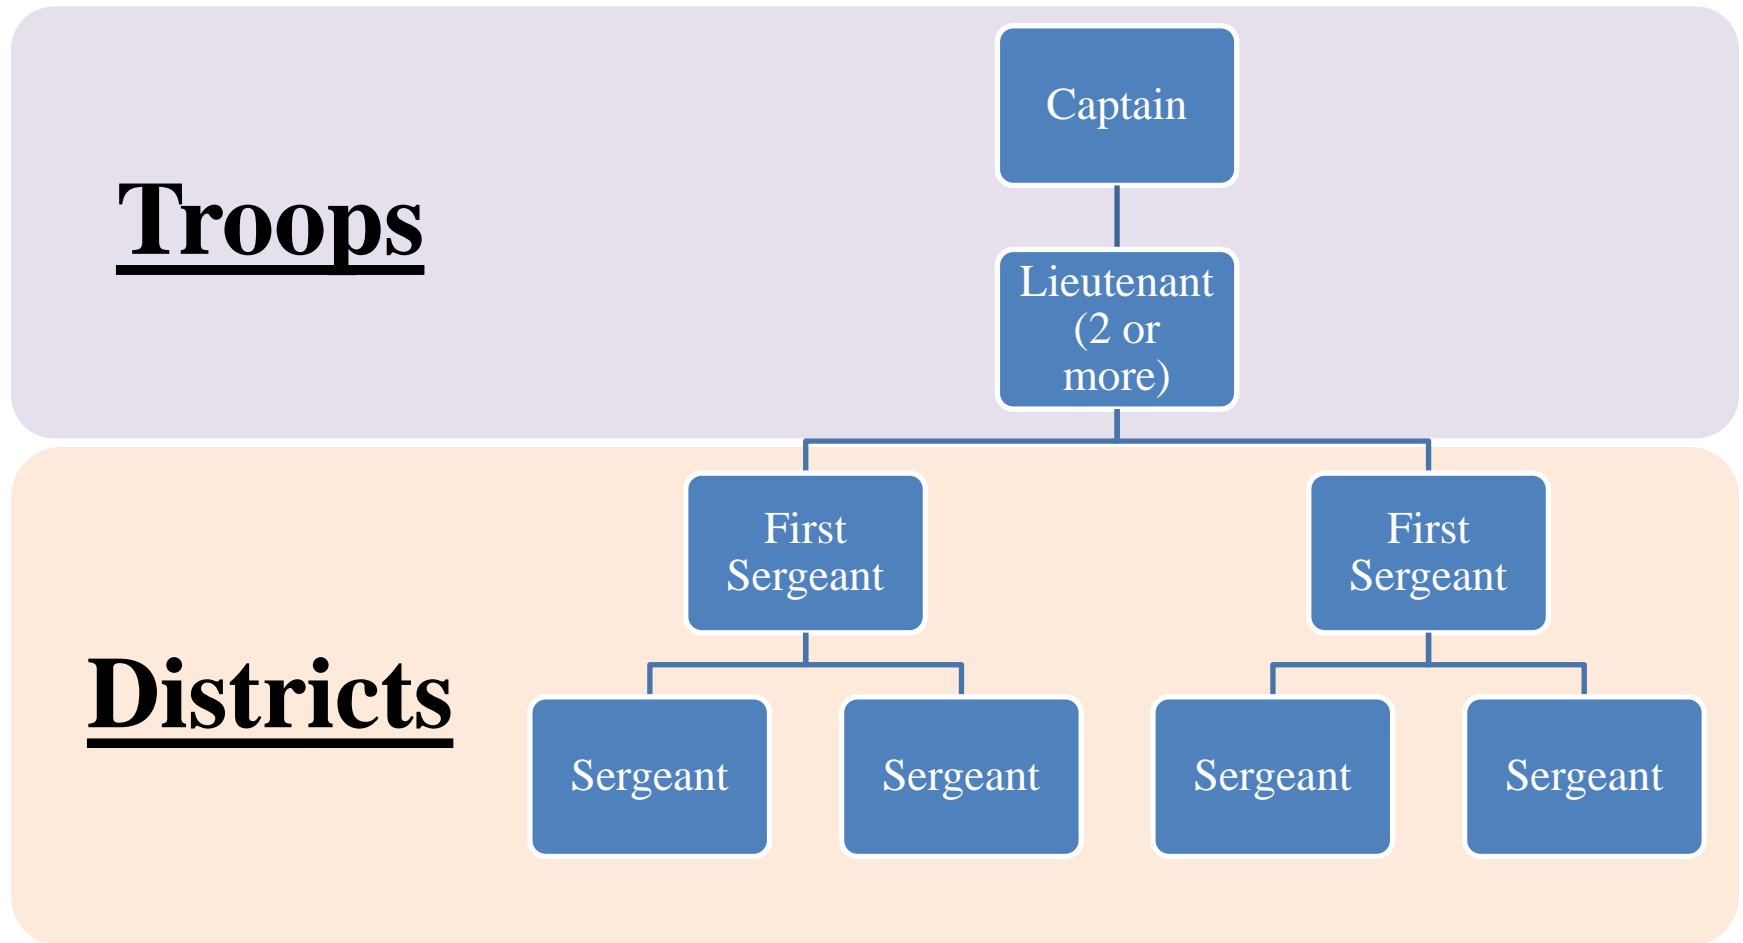 Troops
Captain
Lieutenant
(2 or
more)
Districts
First
Sergeant
First
Sergeant
Sergeant
Sergeant
Sergeant
Sergeant